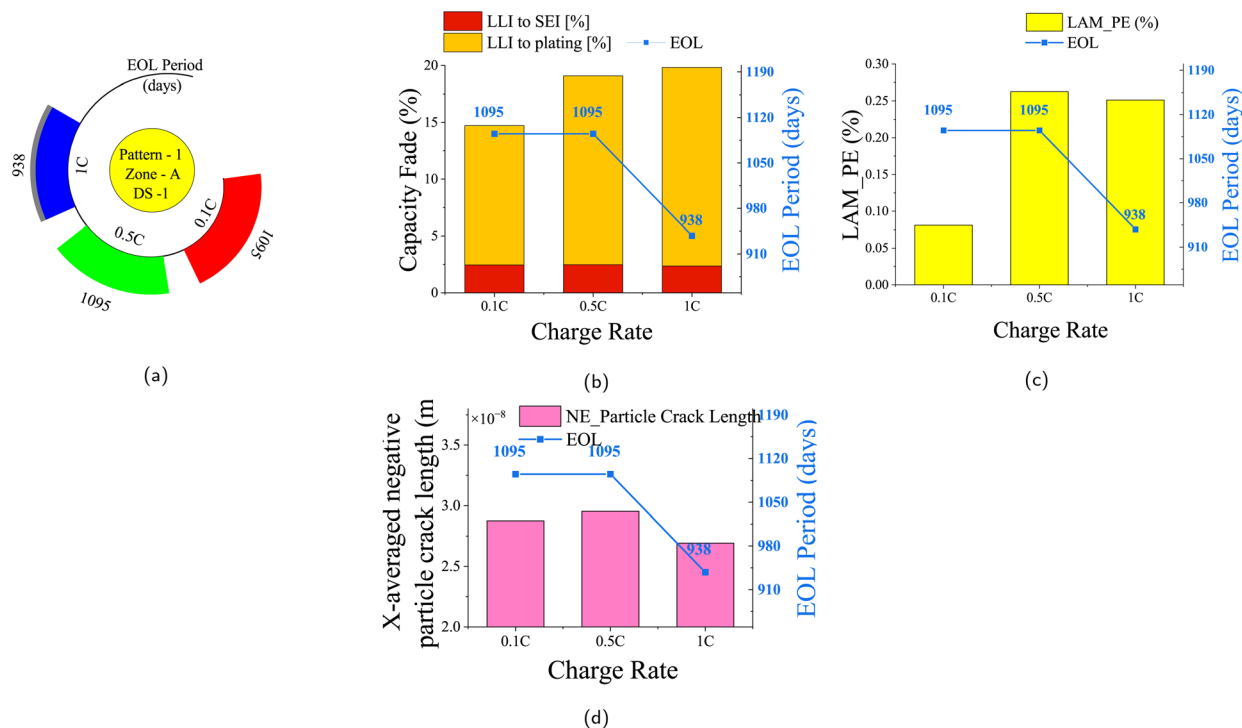 EOL Period
(days)
938
1C
Pattern - 1
Zone - A
DS -1
0.5C
0.1C
1095
1095
(a)
LLI to SEI [%]
LLI to plating [%]
EOL
Capacity Fade (%)
20
15
10
5
0
1095
1095
938
1190
1120
1050
980
910
EOL Period (days)
0.1C
0.5C
1C
Charge Rate
(b)
LAM_PE (%)
EOL
LAM_PE (%)
0.30
0.25
0.20
0.15
0.10
0.05
0.00
1095
1095
938
1190
1120
1050
980
910
EOL Period (days)
0.1C
0.5C
1C
Charge Rate
(c)
×10⁻⁸
NE_Particle Crack Length
EOL
X-averaged negative
particle crack length (m
3.5
3.0
2.5
2.0
1095
1095
938
1190
1120
1050
980
910
EOL Period (days)
0.1C
0.5C
1C
Charge Rate
(d)